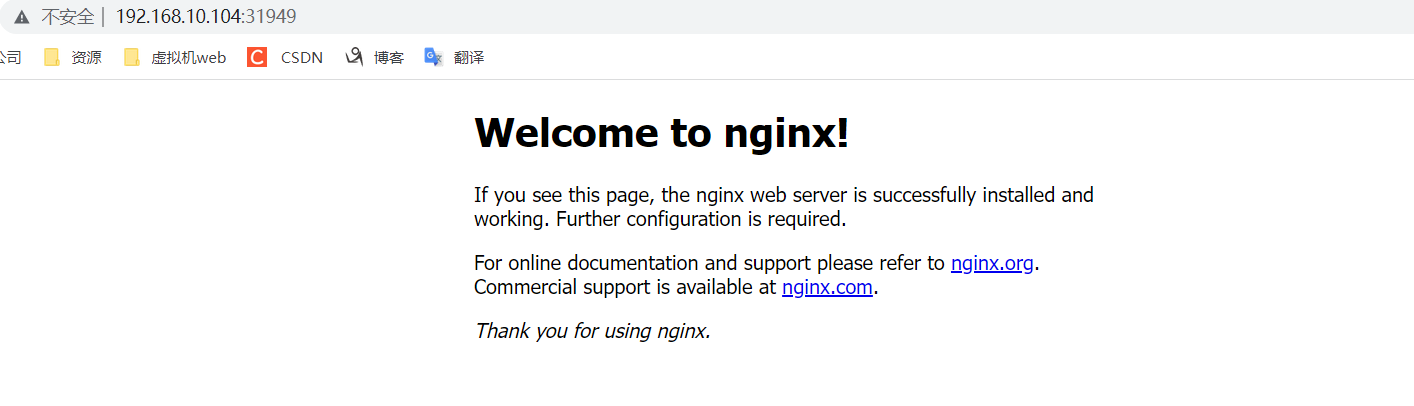 不安全 | 192.168.10.104:31949
公司 资源 虚拟机web C CSDN 博客 G 翻译
Welcome to nginx!
If you see this page, the nginx web server is successfully installed and
working. Further configuration is required.
For online documentation and support please refer to nginx.org.
Commercial support is available at nginx.com.
Thank you for using nginx.